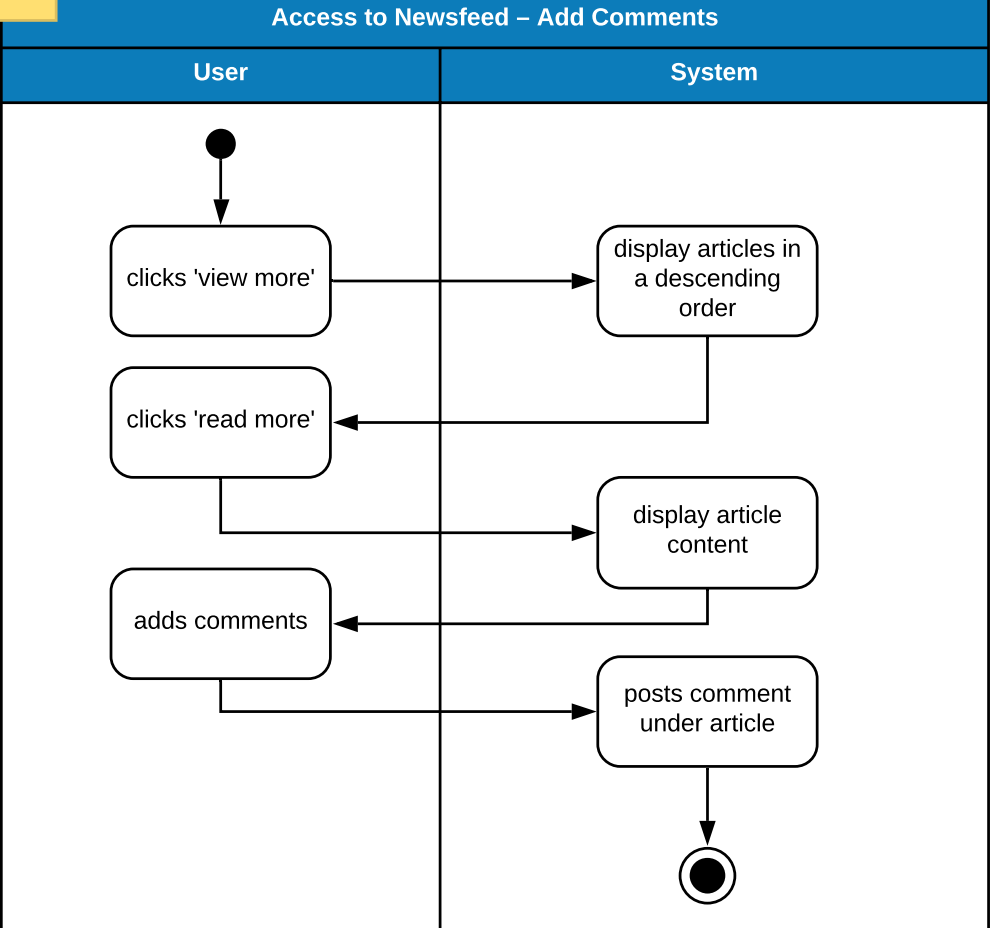 Access to Newsfeed – Add Comments
User
System
clicks 'view more'
display articles in
a descending
order
clicks 'read more'
display article
content
adds comments
posts comment
under article